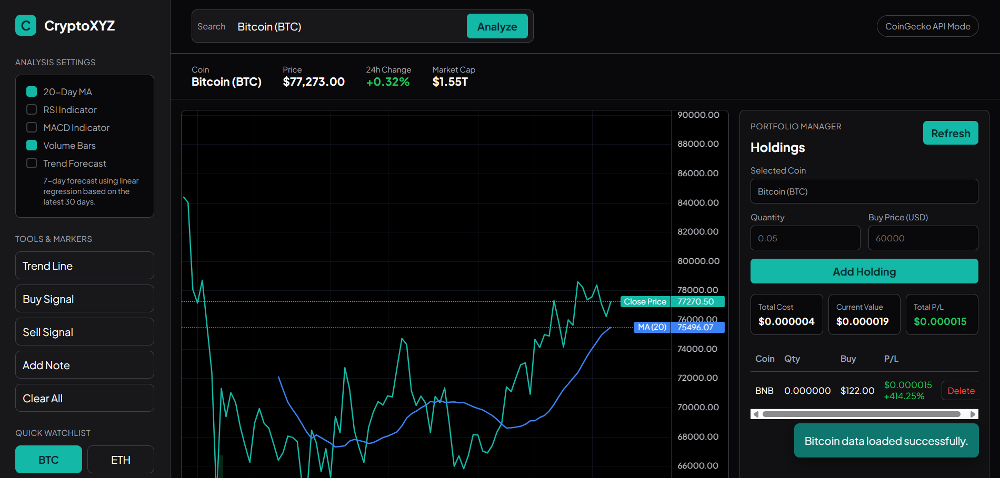 C CryptoXYZ
ANALYSIS SETTINGS
20-Day MA
RSI Indicator
MACD Indicator
Volume Bars
Trend Forecast
7-day forecast using linear
regression based on the
latest 30 days.
TOOLS & MARKERS
Trend Line
Buy Signal
Sell Signal
Add Note
Clear All
QUICK WATCHLIST
BTC ETH
Search Bitcoin (BTC) Analyze
CoinGecko API Mode
Coin Price 24h Change Market Cap
Bitcoin (BTC) $77,273.00 +0.32% $1.55T
90000.00
88000.00
86000.00
84000.00
82000.00
80000.00
78000.00
Close Price 77270.50
76000.00
MA (20) 75496.07
74000.00
72000.00
70000.00
68000.00
66000.00
PORTFOLIO MANAGER
Refresh
Holdings
Selected Coin
Bitcoin (BTC)
Quantity Buy Price (USD)
0.05 60000
Add Holding
Total Cost Current Value Total P/L
$0.000004 $0.000019 $0.000015
Coin Qty Buy P/L
BNB 0.000000 $122.00 $0.000015 Delete
+414.25%
Bitcoin data loaded successfully.